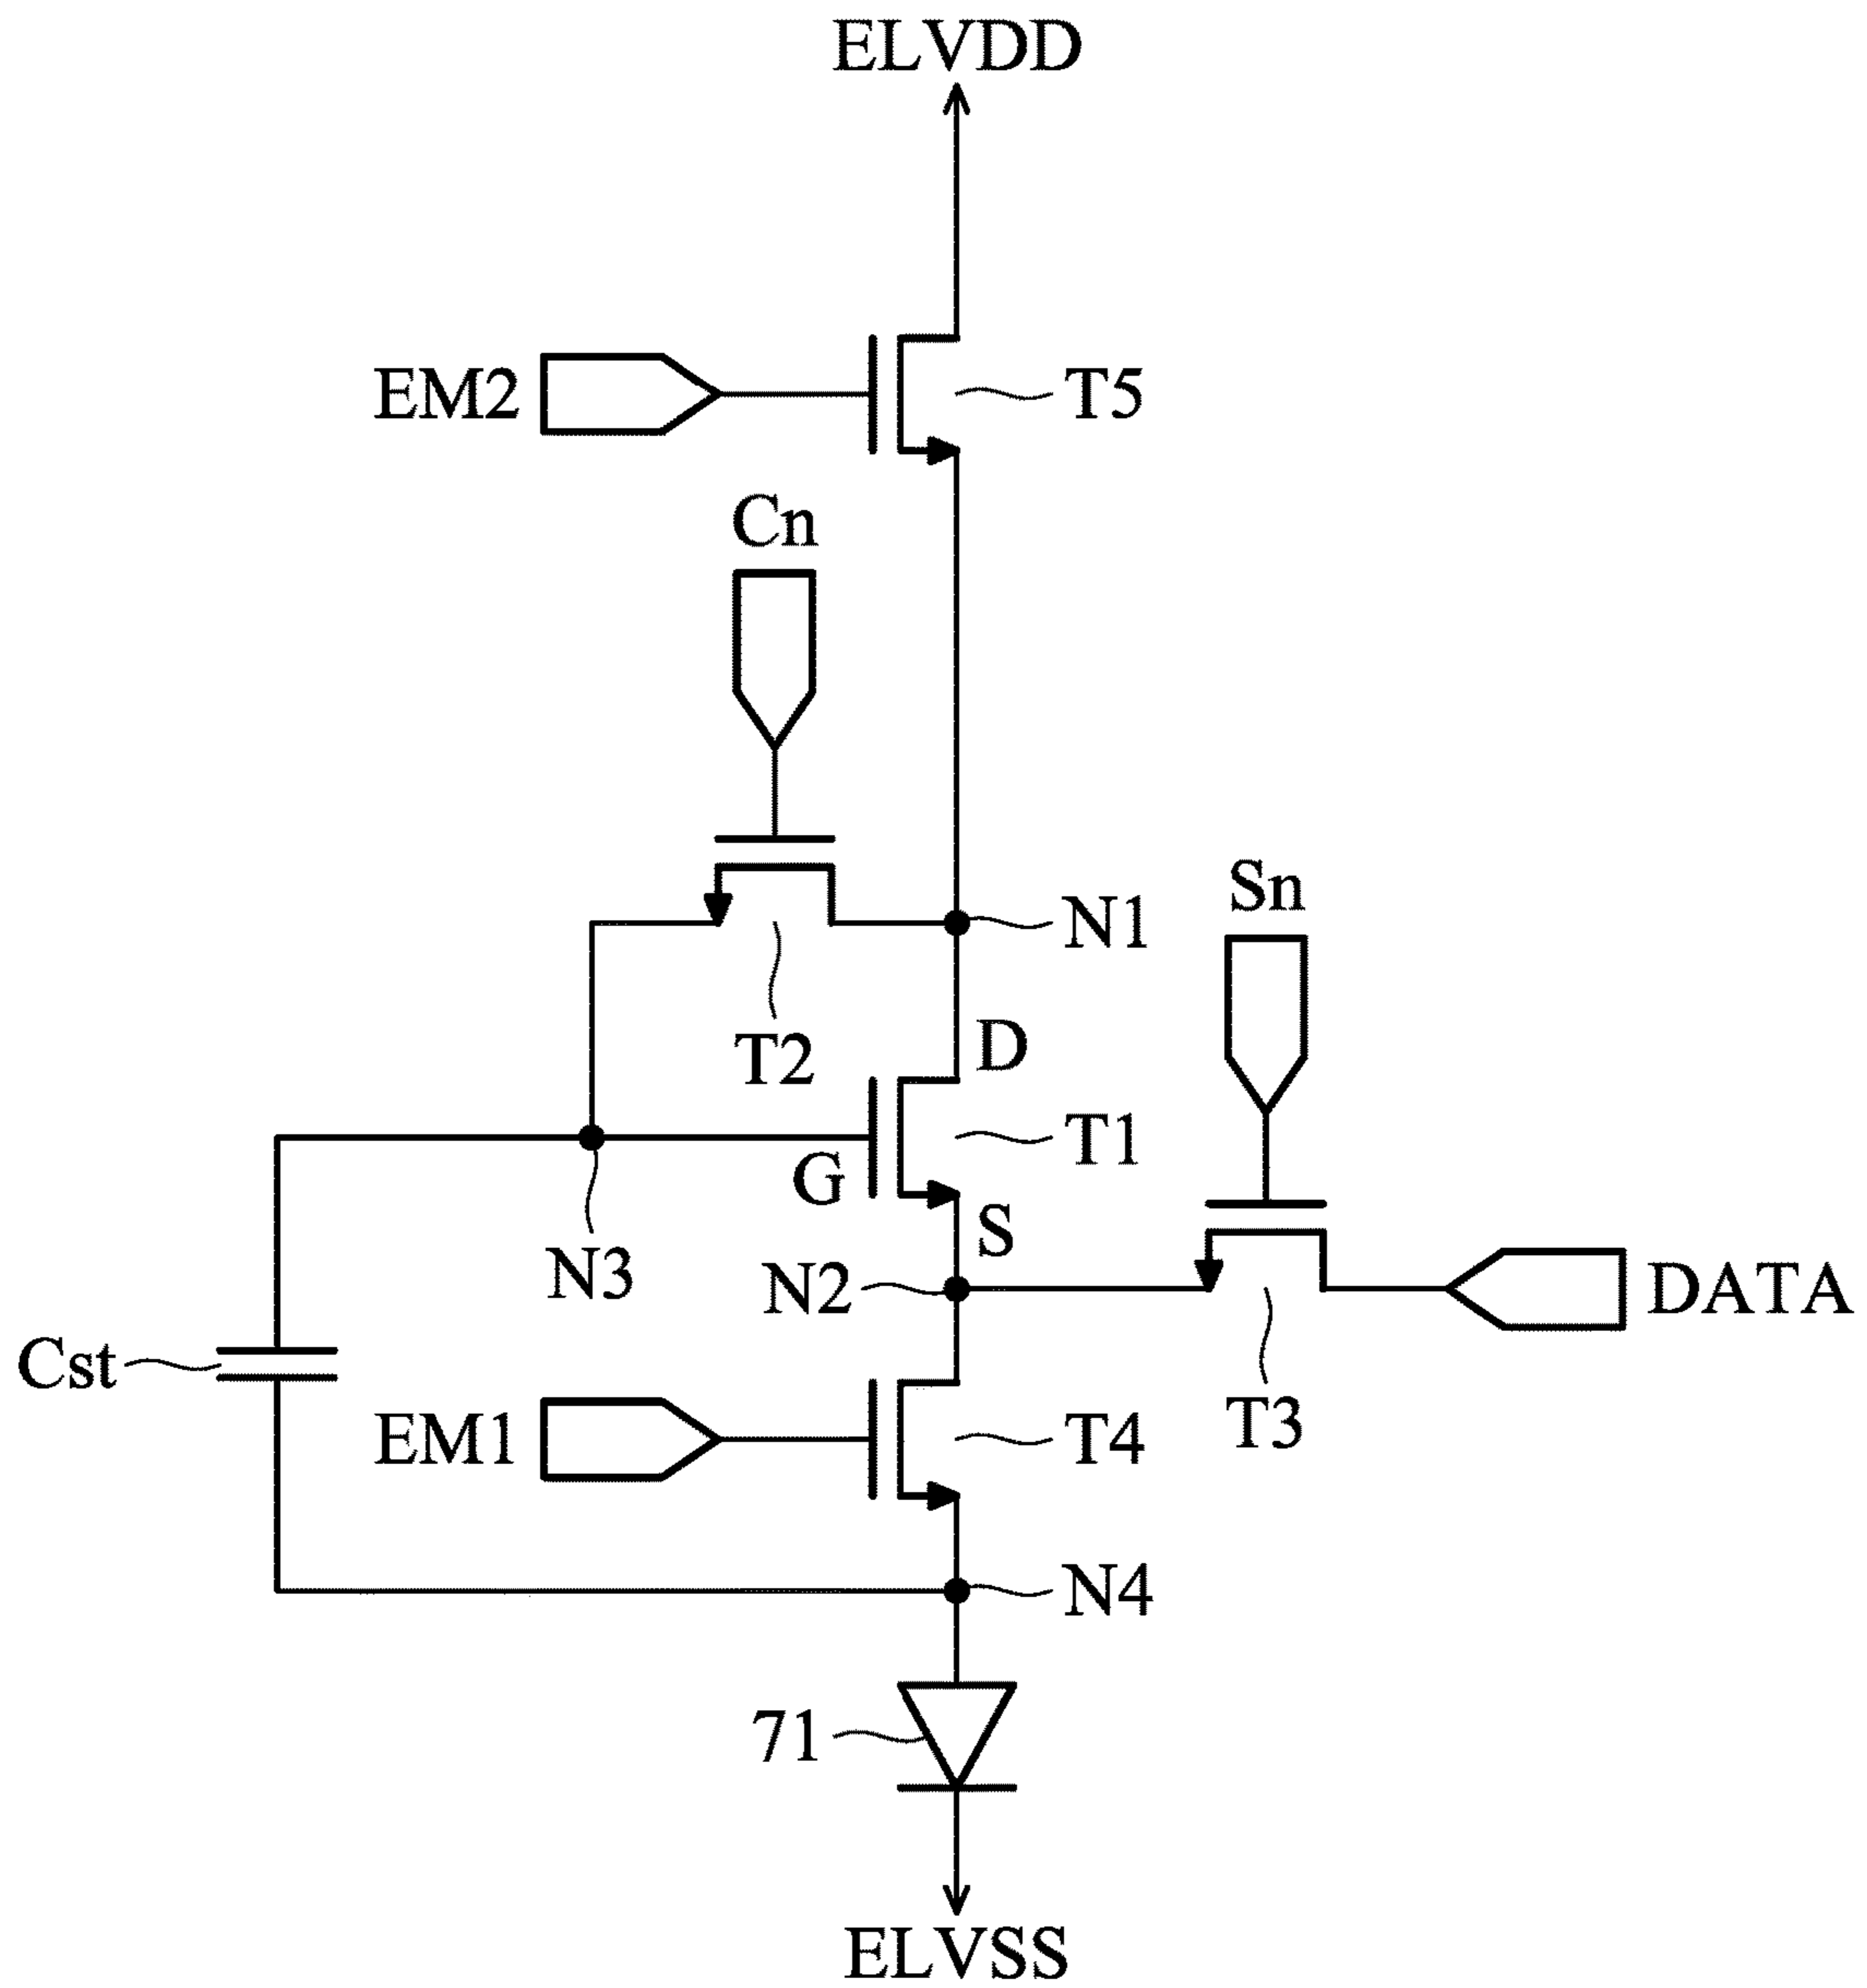 ELVDD
EM2
T5
Cn
N1
Sn
T2
D
T1
G
S
N3
N2
DATA
Cst
EM1
T4
T3
N4
71
ELVSS